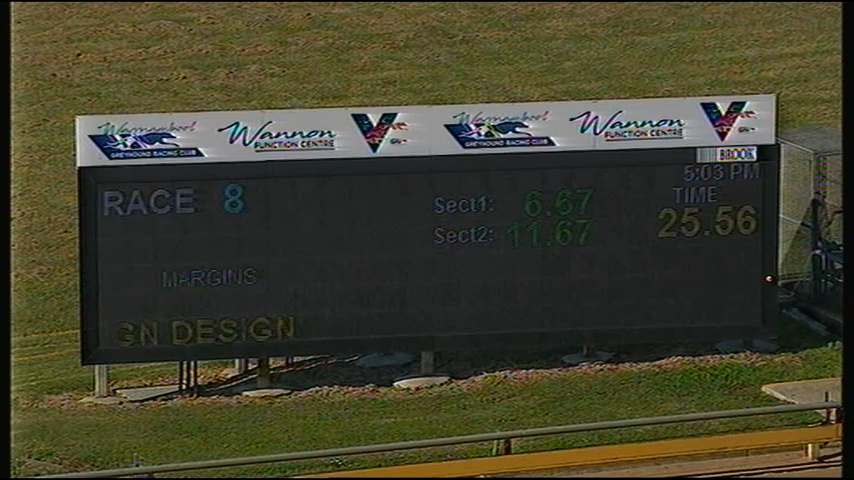 Warrnambool GREYHOUND RACING CLUB
Wannon FUNCTION CENTRE
V
Warrnambool GREYHOUND RACING CLUB
Wannon FUNCTION CENTRE
V
BROOK
5:03 PM
RACE 8
Sect1: 6.67
TIME
Sect2: 11.67
25.56
MARGINS
GN DESIGN